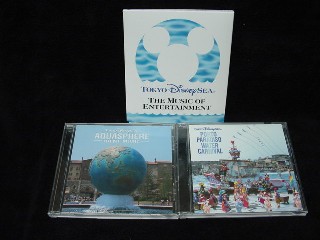 TOKYO DISNEYSEA®
THE MUSIC OF
ENTERTAINMENT
AQUASPHERE
PORTO
PARADISO
WATER
CARNIVAL